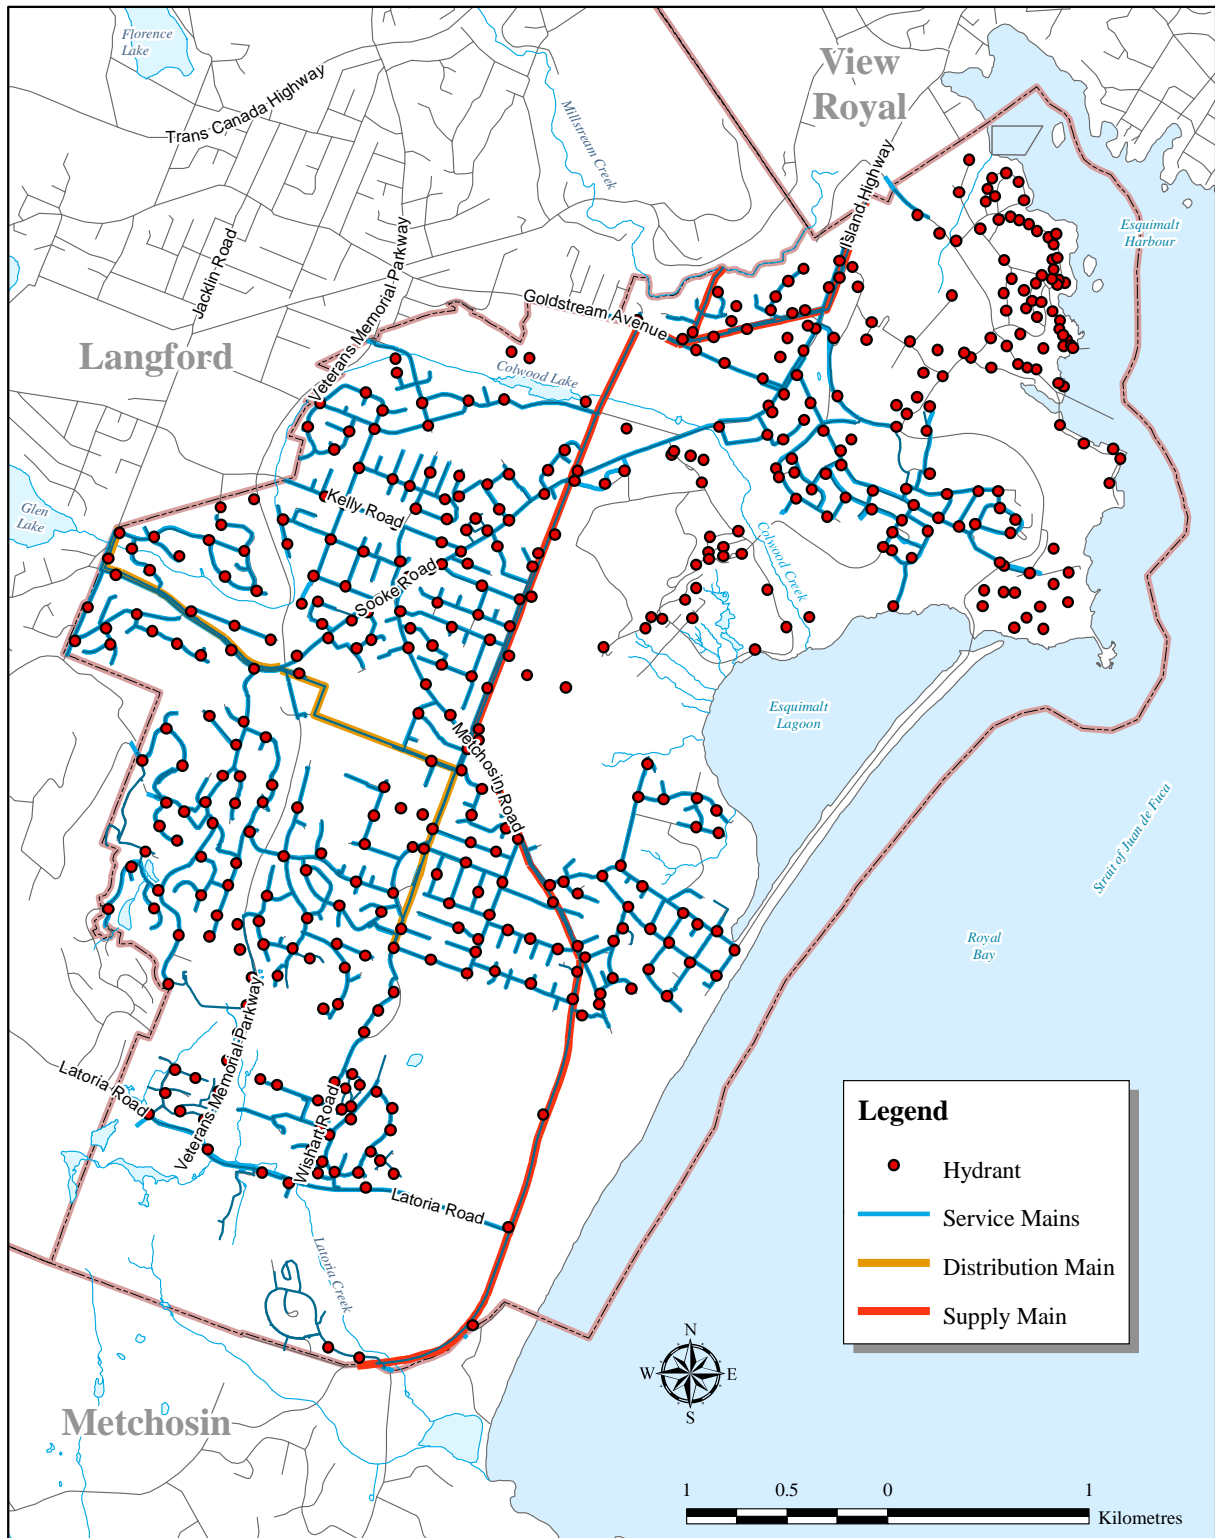 Florence
Lake
View
Royal
Trans Canada Highway
Millstream Creek
Island Highway
Esquimalt
Harbour
Jacklin Road
Veterans Memorial Parkway
Goldstream Avenue
Langford
Colwood Lake
Kelly Road
Glen
Lake
Sooke Road
Colwood Creek
Esquimalt
Lagoon
Metchosin Road
Strait of Juan de Fuca
Royal
Bay
Veterans Memorial Parkway
Latoria Road
Wishart Road
Latoria Road
Latoria Creek
Legend
Hydrant
Service Mains
Distribution Main
Supply Main
N
W E
S
Metchosin
1 0.5 0 1
Kilometres